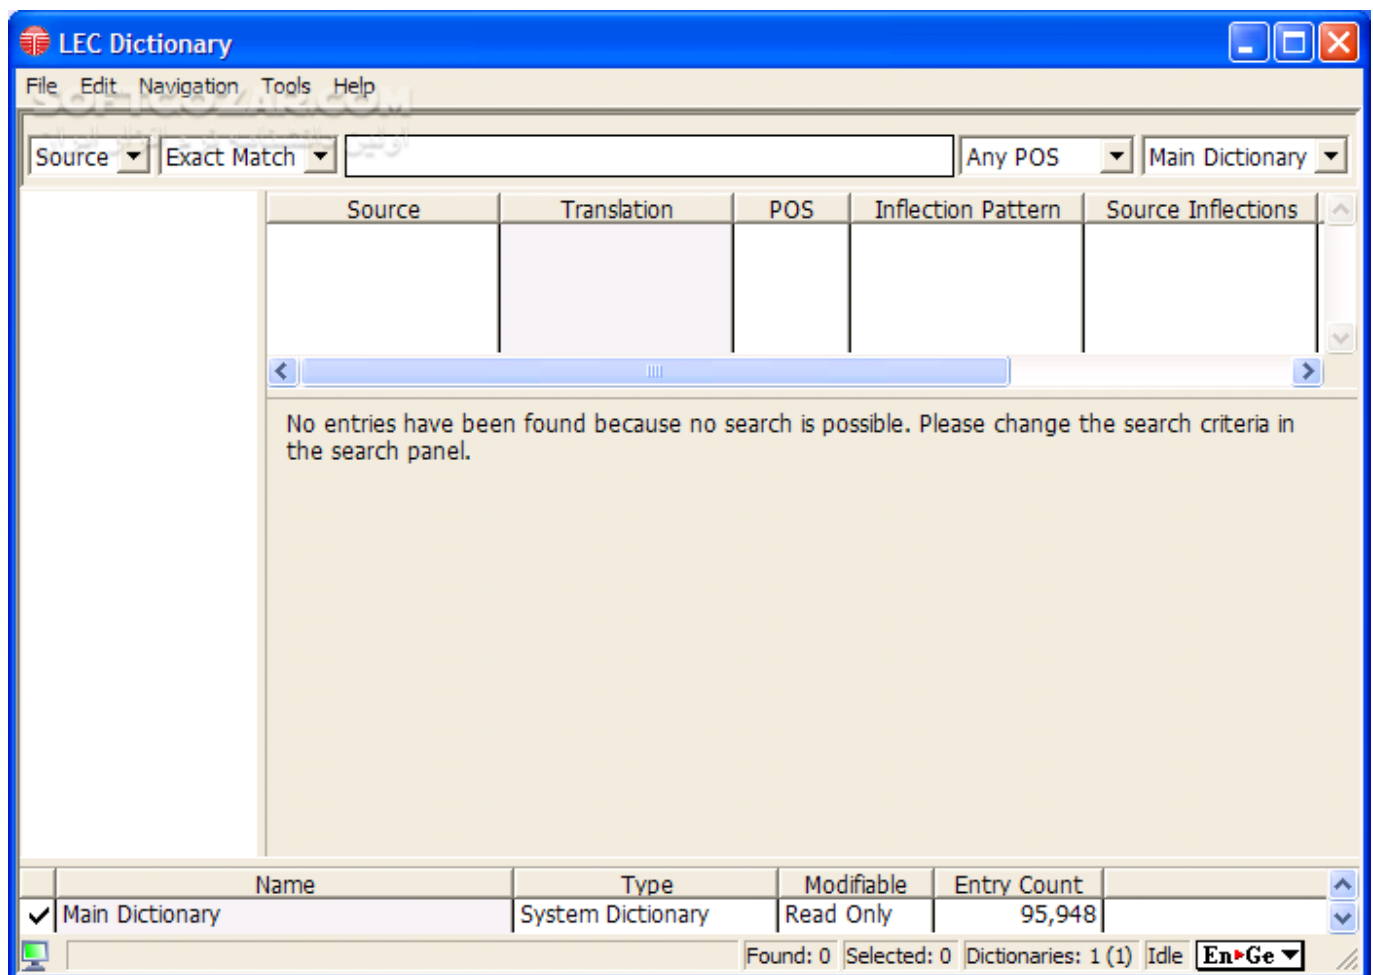 LEC Dictionary
File Edit Navigation Tools Help
SOFTGOZAR.COM
Source Exact Match Any POS Main Dictionary
Source Translation POS Inflection Pattern Source Inflections
No entries have been found because no search is possible. Please change the search criteria in
the search panel.
Name Type Modifiable Entry Count
Main Dictionary System Dictionary Read Only 95,948
Found: 0 Selected: 0 Dictionaries: 1 (1) Idle En▸Ge